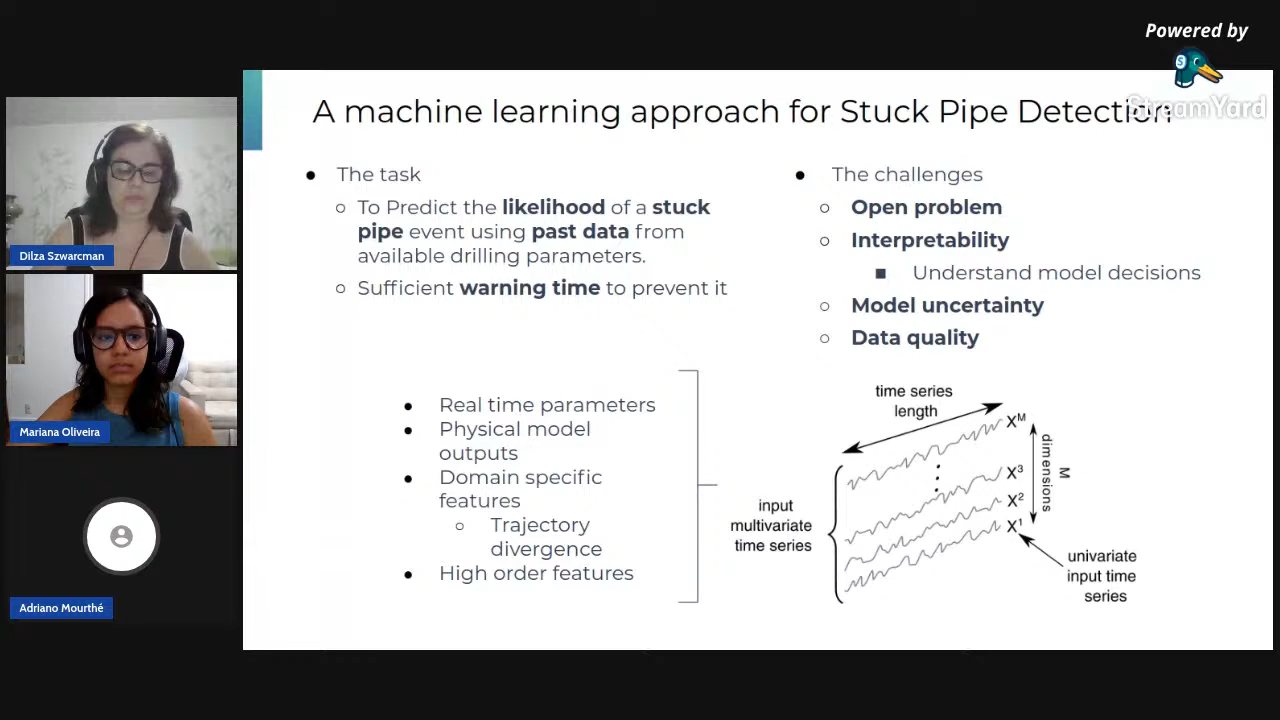 Powered by
StreamYard
A machine learning approach for Stuck Pipe Detection
● The task
○ To Predict the likelihood of a stuck
pipe event using past data from
available drilling parameters.
○ Sufficient warning time to prevent it
● The challenges
○ Open problem
○ Interpretability
■ Understand model decisions
○ Model uncertainty
○ Data quality
● Real time parameters
● Physical model
outputs
● Domain specific
features
○ Trajectory
divergence
● High order features
time series
length
X^M
X³
X²
X¹
M
dimensions
input
multivariate
time series
univariate
input time
series
Dilza Szwarcman
Mariana Oliveira
Adriano Mourthé